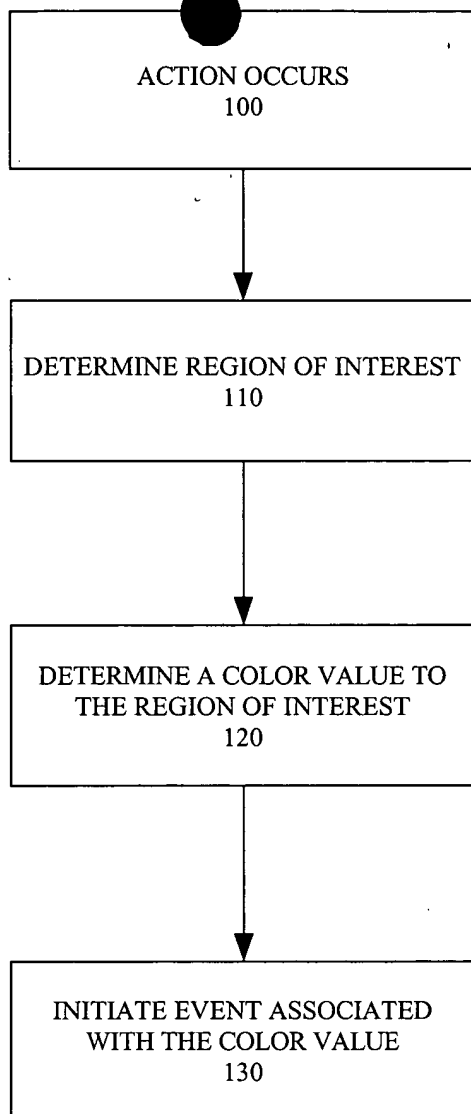 ACTION OCCURS
100
DETERMINE REGION OF INTEREST
110
DETERMINE A COLOR VALUE TO
THE REGION OF INTEREST
120
INITIATE EVENT ASSOCIATED
WITH THE COLOR VALUE
130